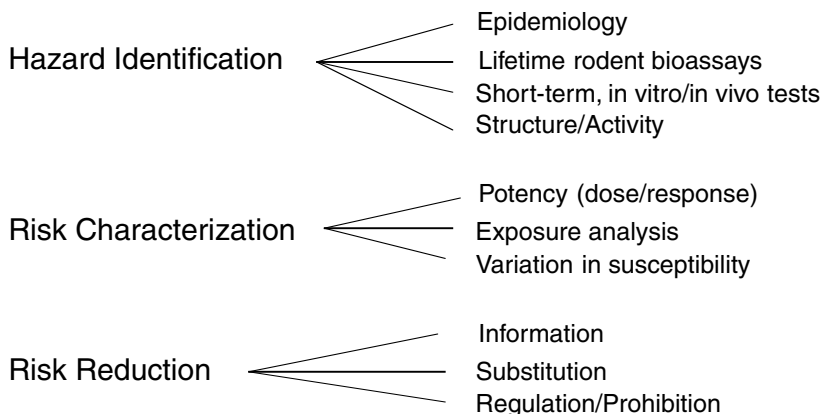 Hazard Identification
Epidemiology
Lifetime rodent bioassays
Short-term, in vitro/in vivo tests
Structure/Activity
Risk Characterization
Potency (dose/response)
Exposure analysis
Variation in susceptibility
Risk Reduction
Information
Substitution
Regulation/Prohibition